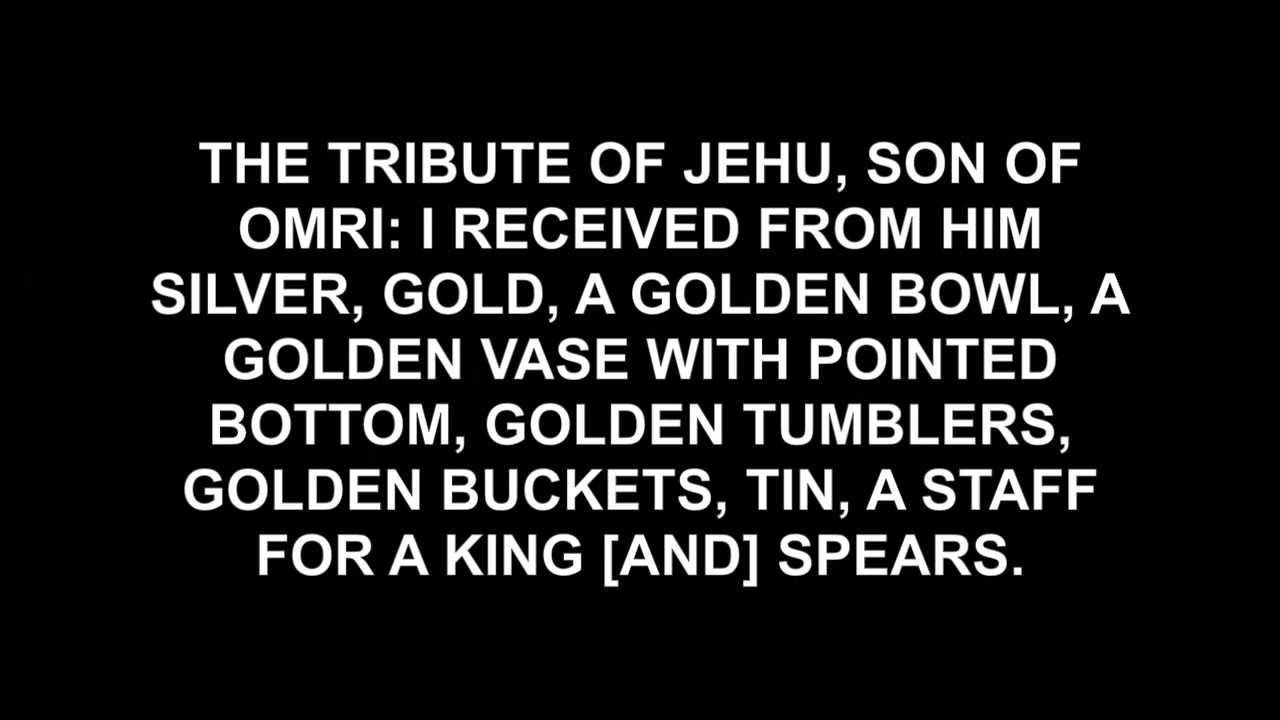 THE TRIBUTE OF JEHU, SON OF
OMRI: I RECEIVED FROM HIM
SILVER, GOLD, A GOLDEN BOWL, A
GOLDEN VASE WITH POINTED
BOTTOM, GOLDEN TUMBLERS,
GOLDEN BUCKETS, TIN, A STAFF
FOR A KING [AND] SPEARS.